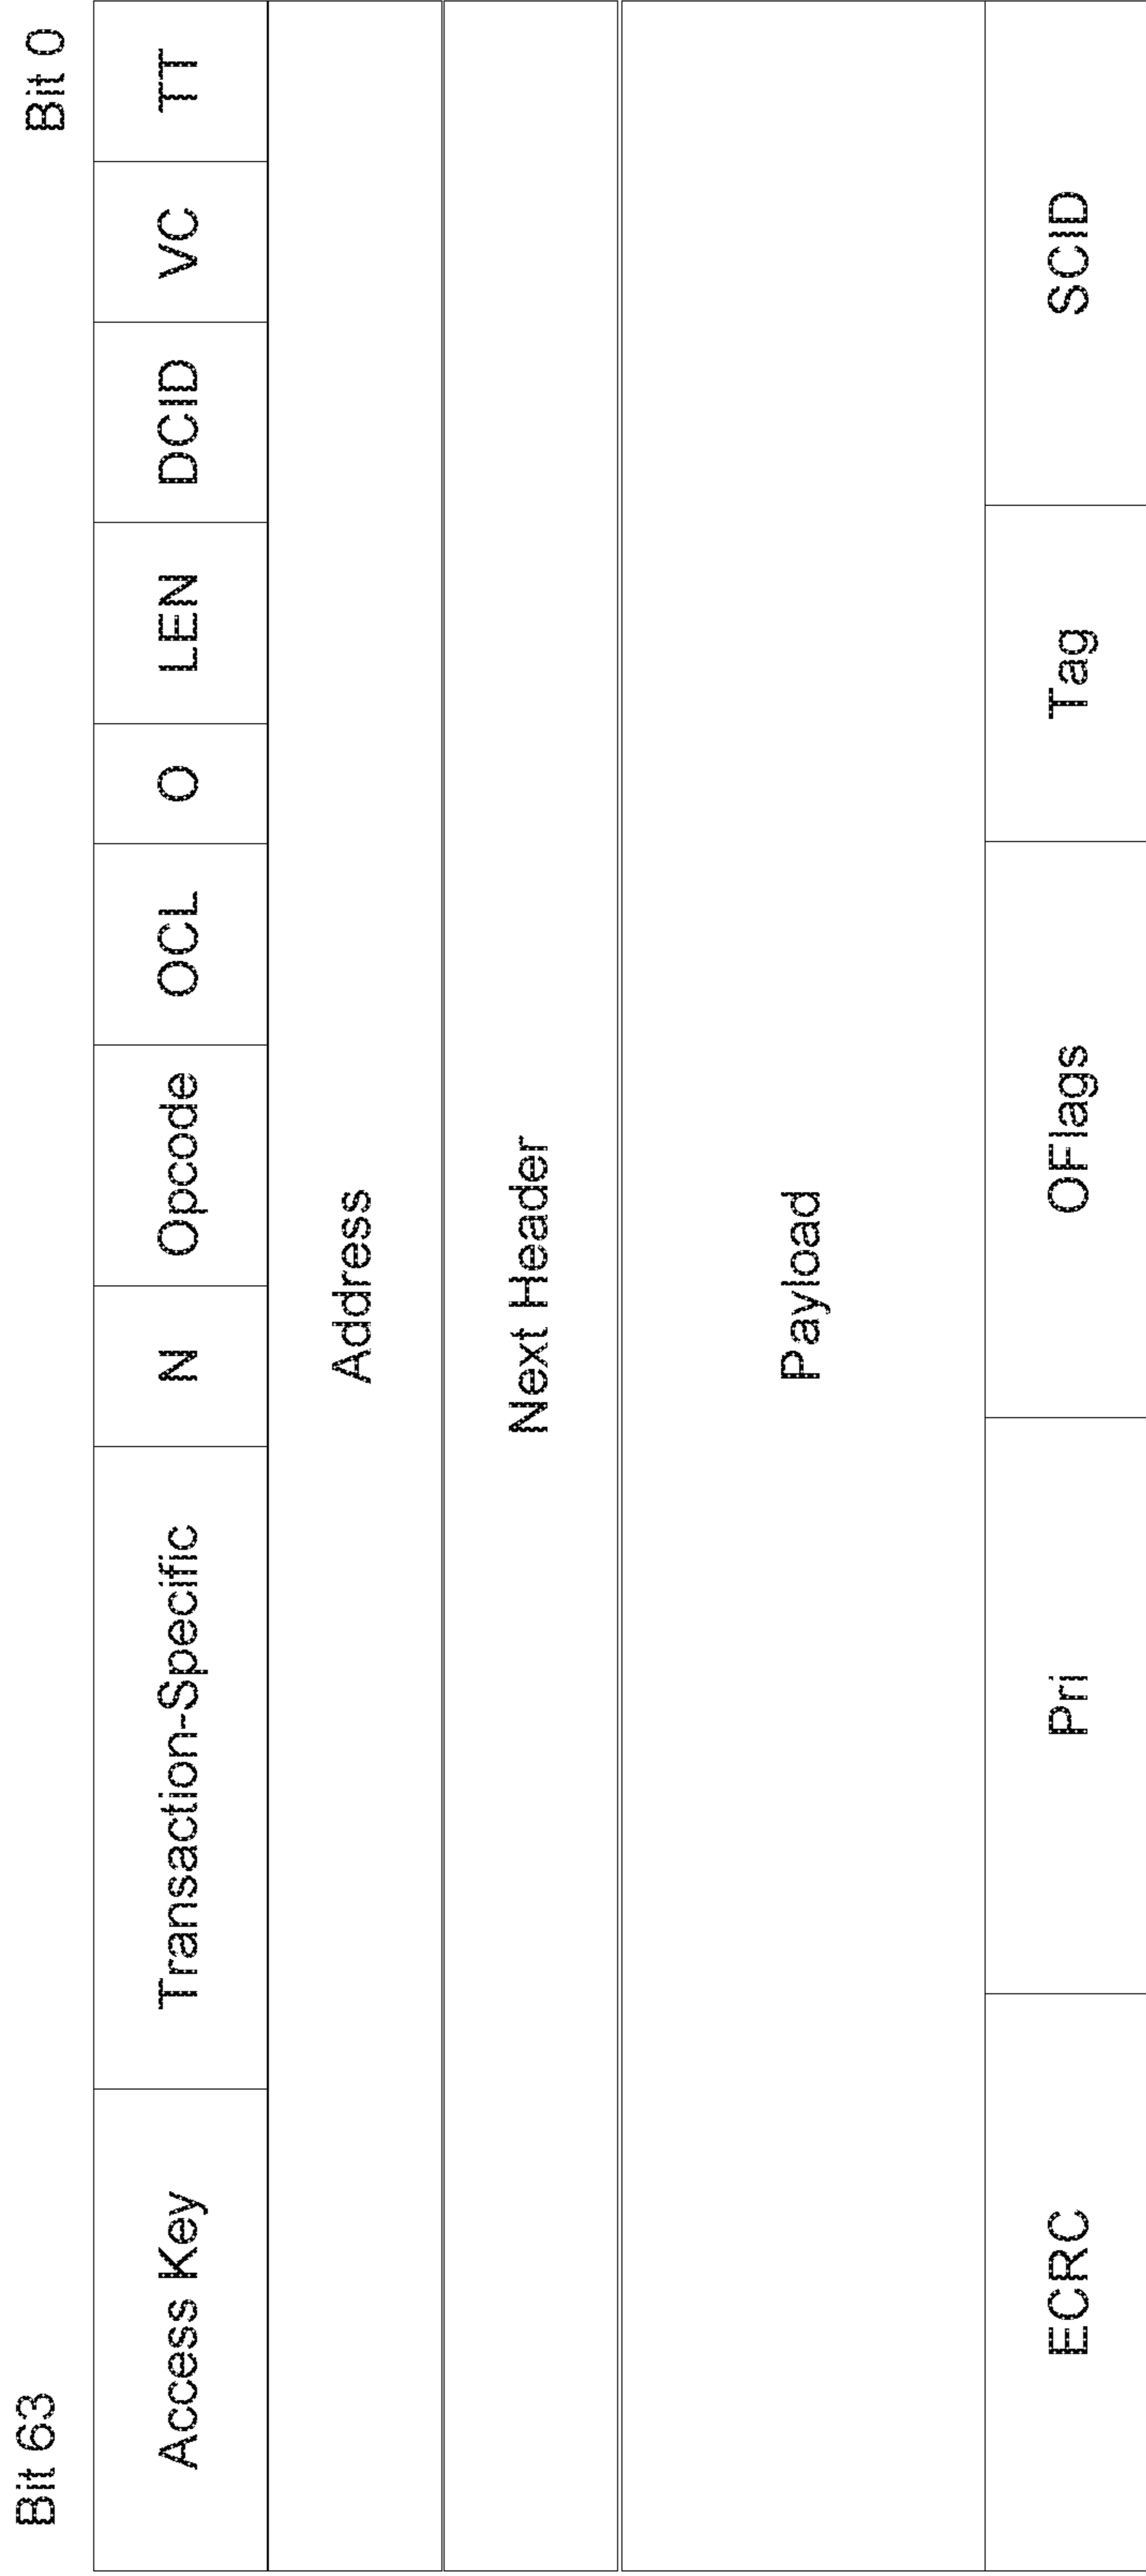 Bit 63 Bit 0
Access Key Transaction-Specific N Opcode OCL O LEN DCID VC TT
Address
Next Header
Payload
ECRC Pri OFlags Tag SCID